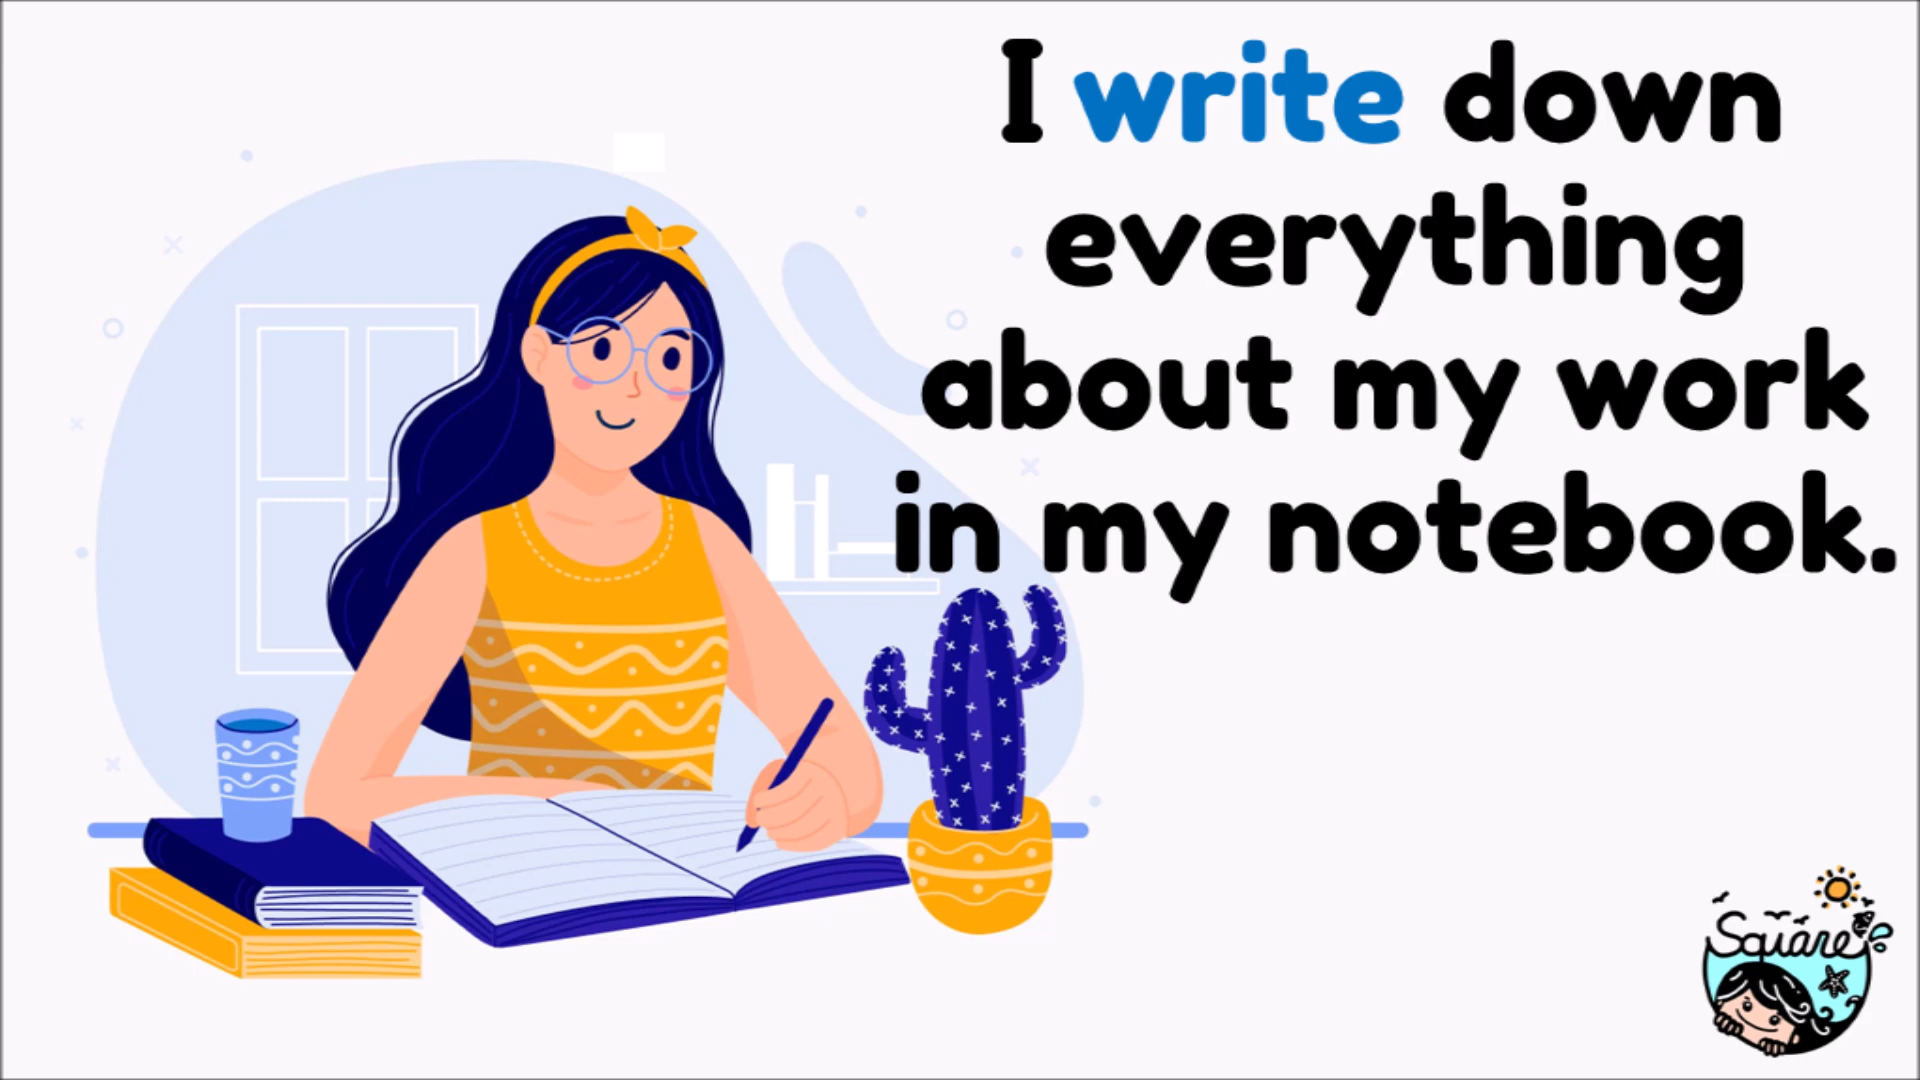 I write down
everything
about my work
in my notebook.
Square